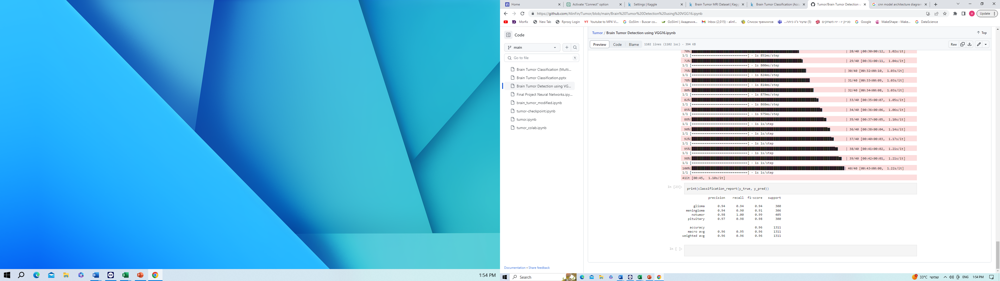 Home
Activate "Connect" option
Settings | Kaggle
Brain Tumor MRI Dataset | Kagg
Brain Tumor Classification (Accu
Tumor/Brain Tumor Detection u
cnn model architecture diagram
https://github.com/AlinFin/Tumor/blob/main/Brain%20Tumor%20Detection%20using%20VGG16.ipynb
Update
Morfix
New Tab
Rproxy Login
YT Youtube to MP4 Vi...
GoSlim - Buscar co...
GoSlim! | Академия...
Inbox (2,015) - alinf...
Список тренингов
(5) שיעור ג"ג כיתה...
סנייק יו - יויו משחקים
Google
MakeShape - Make...
DataScience
Code
main
Go to file
t
Brain Tumor Classification (Multi...
Brain Tumor Classification.pptx
Brain Tumor Detection using VG...
Final Project Neural Networks.ipy...
brain_tumor_modified.ipynb
tumor-checkpoint.ipynb
tumor.ipynb
tumor_colab.ipynb
Documentation • Share feedback
Tumor / Brain Tumor Detection using VGG16.ipynb
Top
Preview
Code
Blame
1102 lines (1102 loc) · 394 KB
Raw
70%| | 28/40 [00:30<00:12, 1.02s/it]
1/1 [==============================] - 1s 851ms/step
72%| | 29/40 [00:31<00:11, 1.04s/it]
1/1 [==============================] - 1s 800ms/step
75%| | 30/40 [00:32<00:10, 1.03s/it]
1/1 [==============================] - 1s 824ms/step
78%| | 31/40 [00:33<00:09, 1.03s/it]
1/1 [==============================] - 1s 814ms/step
80%| | 32/40 [00:34<00:08, 1.03s/it]
1/1 [==============================] - 1s 879ms/step
82%| | 33/40 [00:35<00:07, 1.05s/it]
1/1 [==============================] - 1s 868ms/step
85%| | 34/40 [00:36<00:06, 1.06s/it]
1/1 [==============================] - 1s 975ms/step
88%| | 35/40 [00:37<00:05, 1.10s/it]
1/1 [==============================] - 1s 1s/step
90%| | 36/40 [00:38<00:04, 1.14s/it]
1/1 [==============================] - 1s 1s/step
92%| | 37/40 [00:40<00:03, 1.17s/it]
1/1 [==============================] - 1s 1s/step
95%| | 38/40 [00:41<00:02, 1.21s/it]
1/1 [==============================] - 1s 1s/step
98%| | 39/40 [00:42<00:01, 1.21s/it]
1/1 [==============================] - 1s 1s/step
100%| | 40/40 [00:43<00:00, 1.22s/it]
1/1 [==============================] - 1s 1s/step
41it [00:45, 1.10s/it]
In [23]: print(classification_report(y_true, y_pred))
precision recall f1-score support
glioma 0.94 0.94 0.94 300
meningioma 0.94 0.90 0.91 306
notumor 0.98 1.00 0.99 405
pituitary 0.97 0.98 0.98 300
accuracy 0.96 1311
macro avg 0.96 0.95 0.96 1311
weighted avg 0.96 0.96 0.96 1311
In [ ]:
1:54 PM
Search
33°C שמשי
ENG
1:54 PM